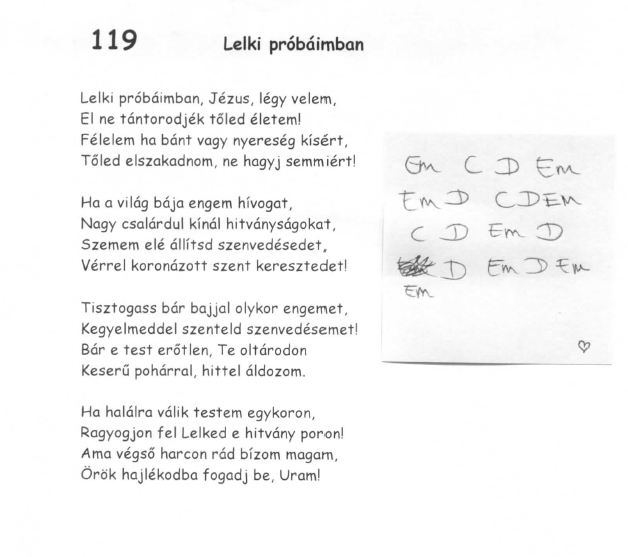 119 Lelki próbáimban
Lelki próbáimban, Jézus, légy velem,
El ne tántorodjék tőled életem!
Félelem ha bánt vagy nyereség kísért,
Tőled elszakadnom, ne hagyj semmiért!
Ha a világ bája engem hívogat,
Nagy csalárdul kínál hitványságokat,
Szemem elé állítsd szenvedésedet,
Vérrel koronázott szent keresztedet!
Tisztogass bár bajjal olykor engemet,
Kegyelmeddel szenteld szenvedésemet!
Bár e test erőtlen, Te oltárodon
Keserű pohárral, hittel áldozom.
Ha halálra válik testem egykoron,
Ragyogjon fel Lelked e hitvány poron!
Ama végső harcon rád bízom magam,
Örök hajlékodba fogadj be, Uram!
Em C D Em
Em D C D Em
C D Em D
D Em D Em
Em